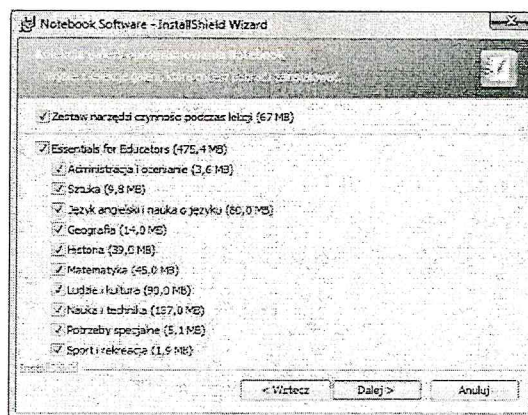 Notebook Software - InstallShield Wizard
Zestaw narzędzi czynności podczas lekcji (67 MB)
Essentials for Educators (475,4 MB)
Administracja i ocenianie (3,6 MB)
Sztuka (9,8 MB)
Język angielski i nauka o języku (60,0 MB)
Geografia (14,0 MB)
Historia (39,0 MB)
Matematyka (45,0 MB)
Ludzie i kultura (90,0 MB)
Nauka i technika (137,0 MB)
Potrzeby specjalne (5,1 MB)
Sport i rekreacja (1,9 MB)
< Wstecz
Dalej >
Anuluj